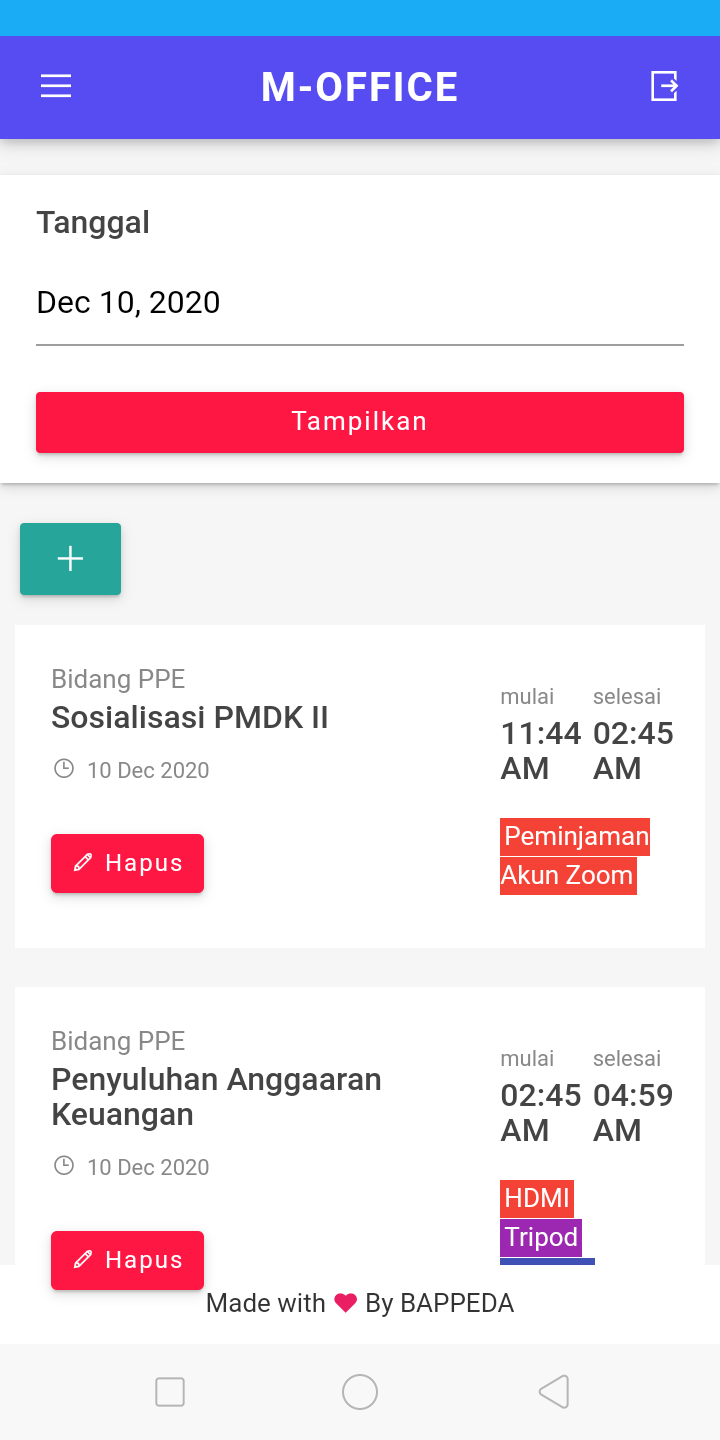 M-OFFICE
Tanggal
Dec 10, 2020
Tampilkan
Bidang PPE
Sosialisasi PMDK II
10 Dec 2020
Hapus
mulai
11:44
AM
selesai
02:45
AM
Peminjaman
Akun Zoom
Bidang PPE
Penyuluhan Anggaaran
Keuangan
10 Dec 2020
Hapus
mulai
02:45
AM
selesai
04:59
AM
HDMI
Tripod
Made with ❤ By BAPPEDA